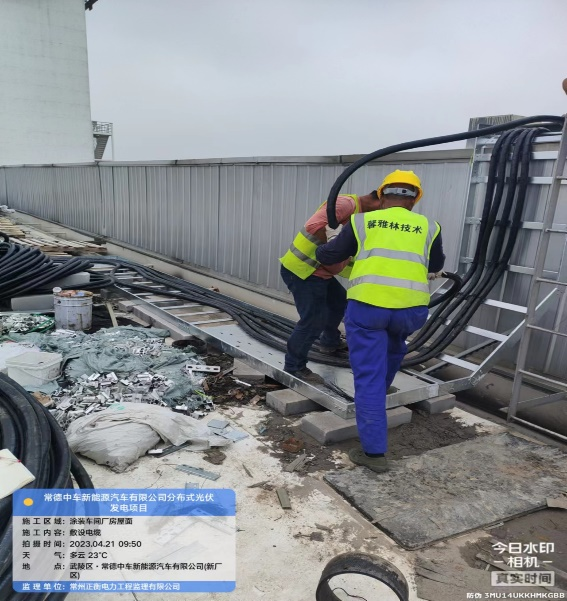 馨雅林技术
常德中车新能源汽车有限公司分布式光伏
发电项目
施工区域：涂装车间厂房屋面
施工内容：敷设电缆
拍摄时间：2023.04.21 09:50
天　　气：多云 23℃
地　　点：武陵区·常德中车新能源汽车有限公司(新厂
区)
监理单位：常州正衡电力工程监理有限公司
今日水印
相机
真实时间
防伪 3MU14UKKHMKGBB